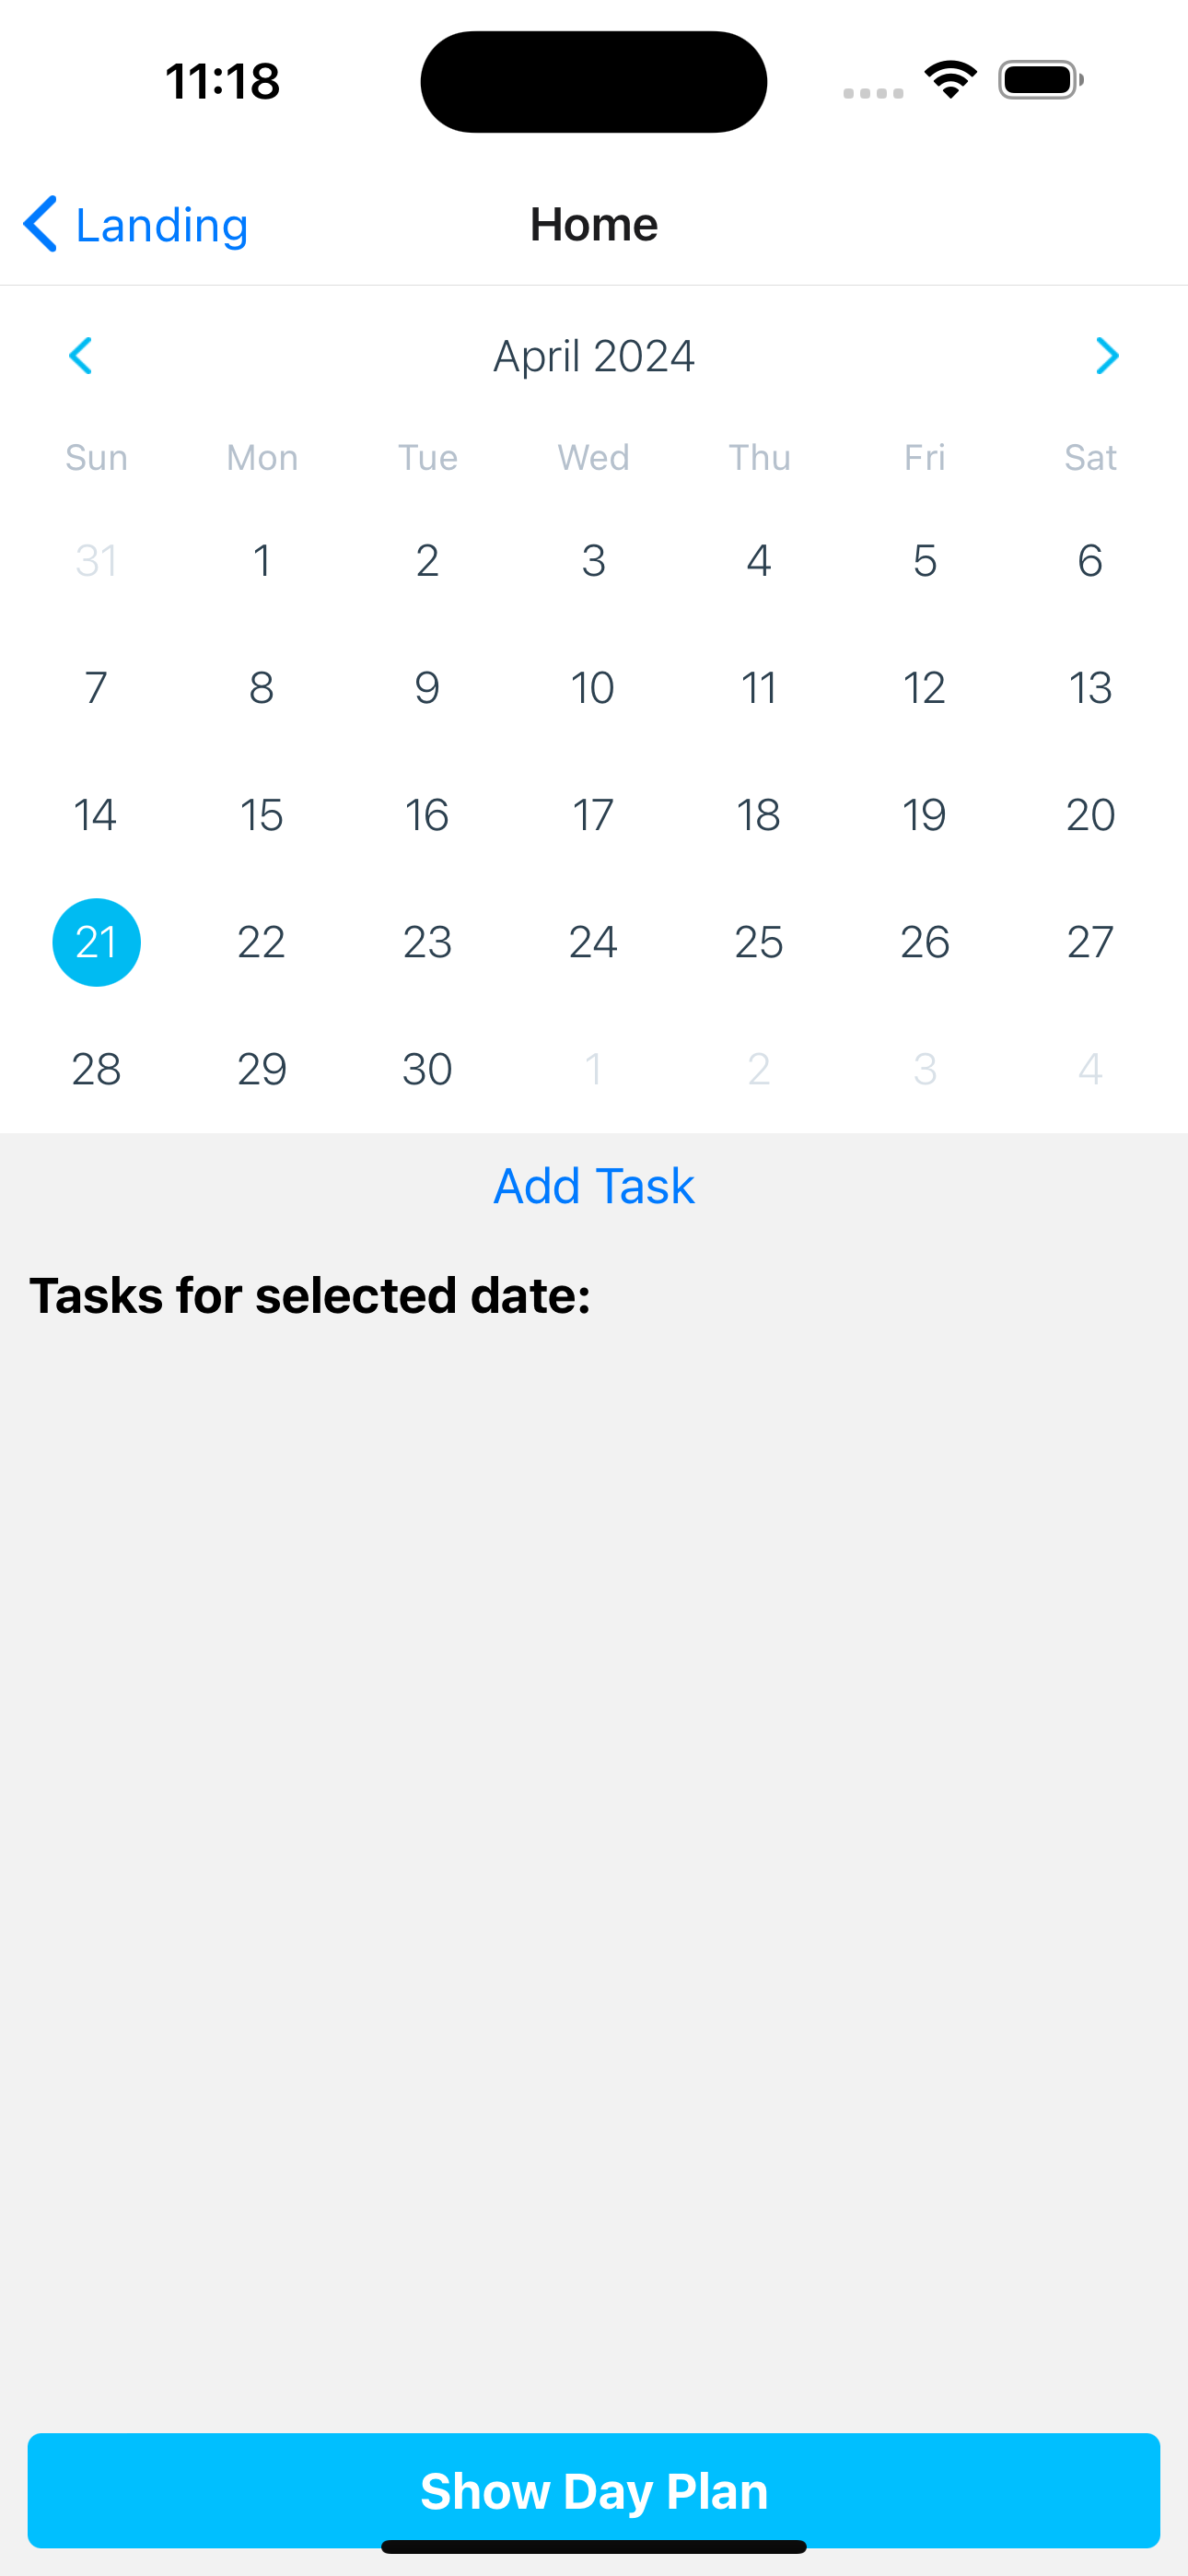 11:18
Landing Home
April 2024
Sun Mon Tue Wed Thu Fri Sat
31 1 2 3 4 5 6
7 8 9 10 11 12 13
14 15 16 17 18 19 20
21 22 23 24 25 26 27
28 29 30 1 2 3 4
Add Task
Tasks for selected date:
Show Day Plan